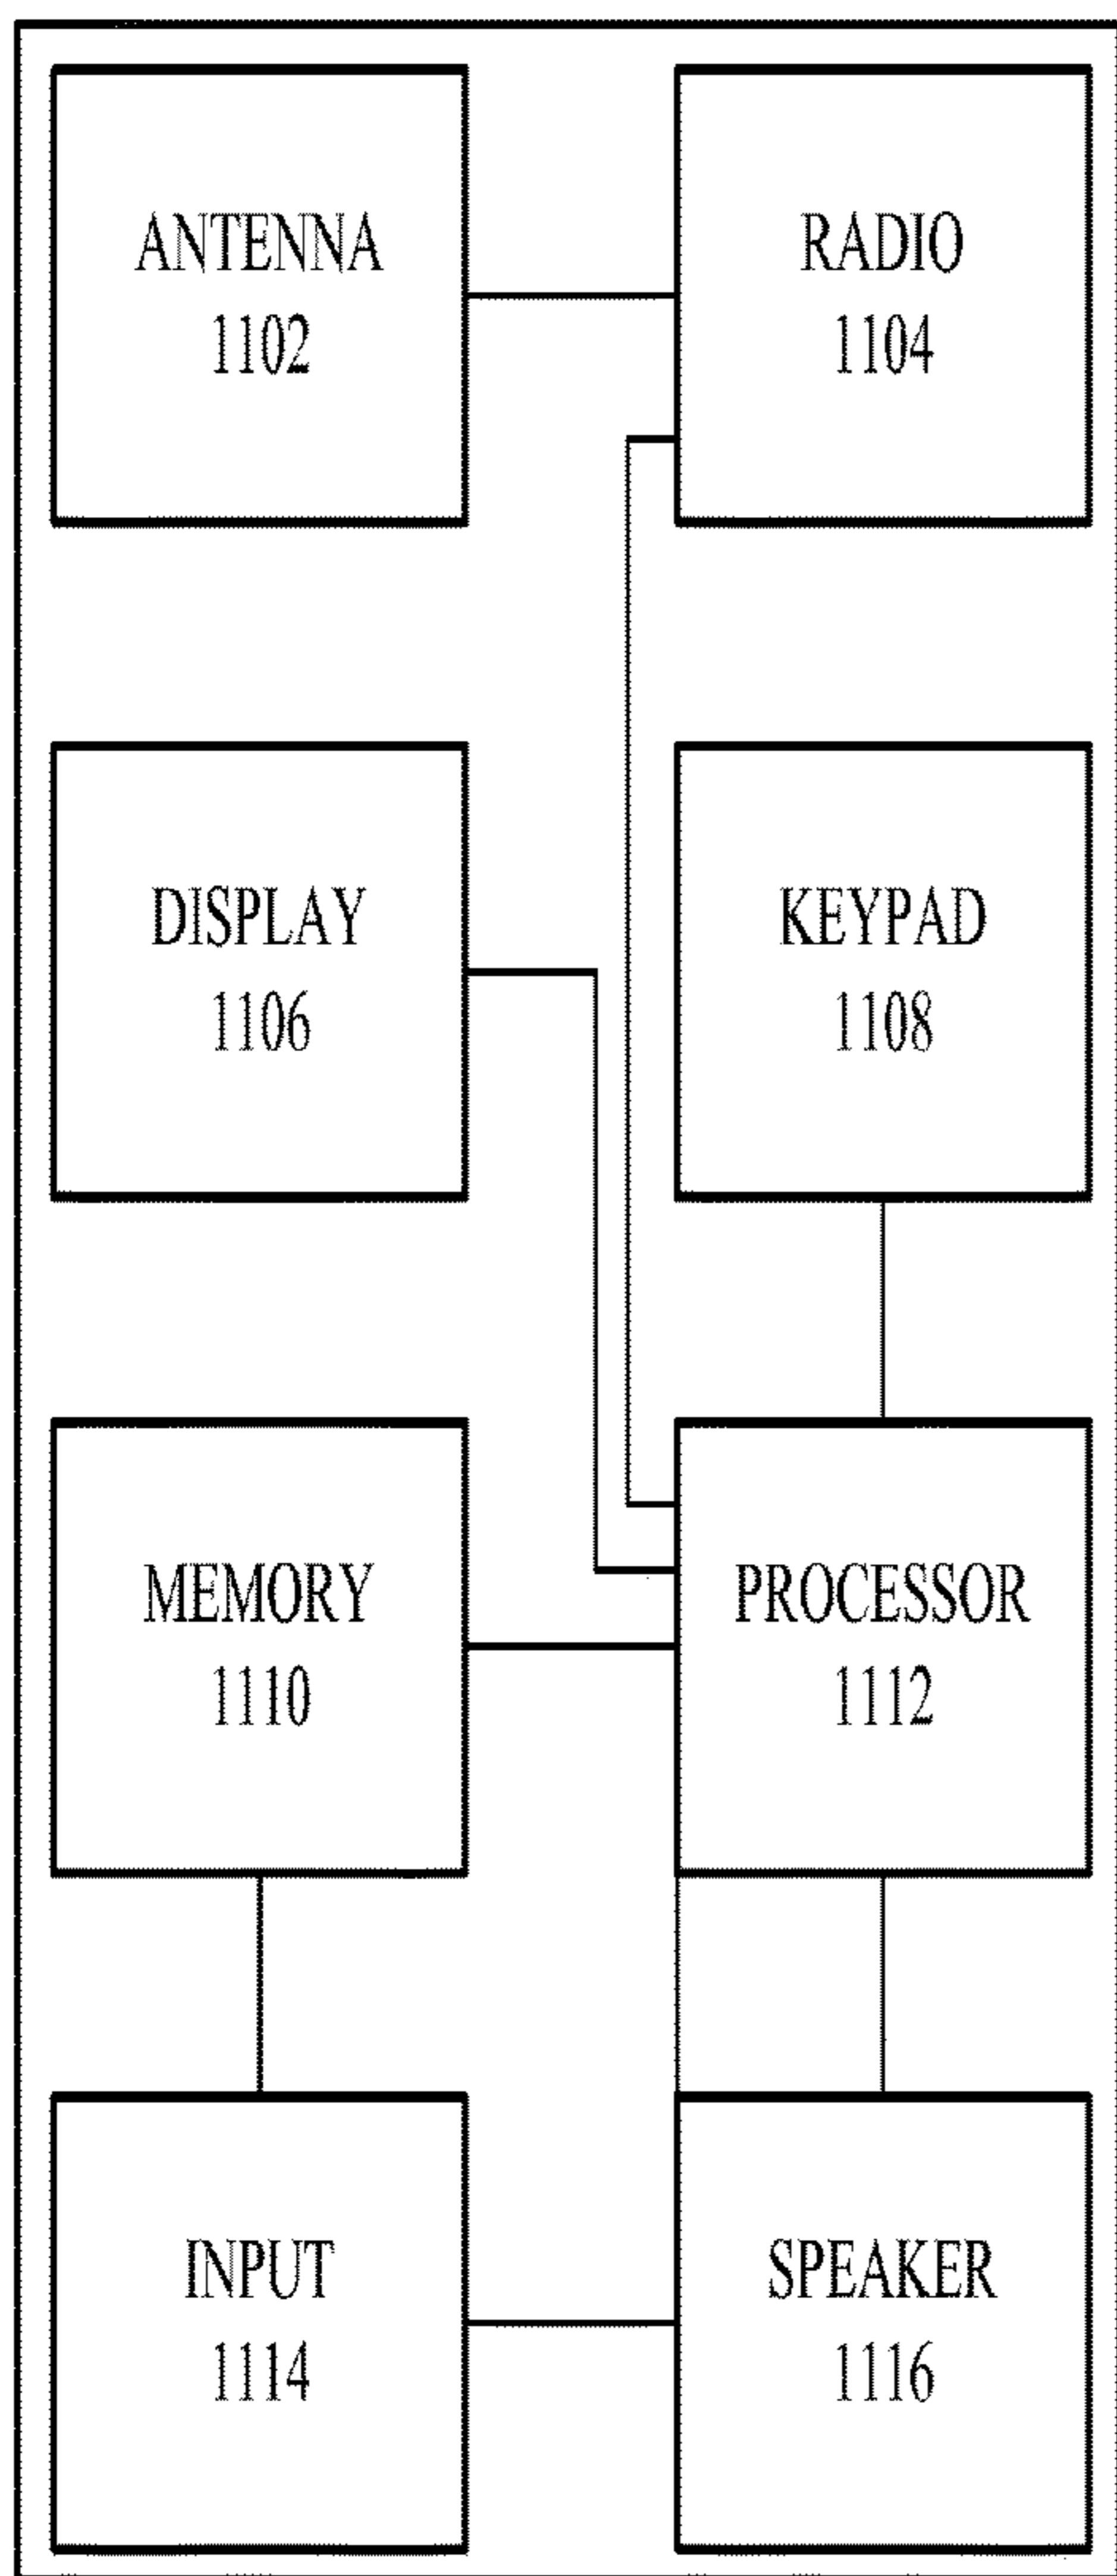 ANTENNA
1102
RADIO
1104
DISPLAY
1106
KEYPAD
1108
MEMORY
1110
PROCESSOR
1112
INPUT
1114
SPEAKER
1116